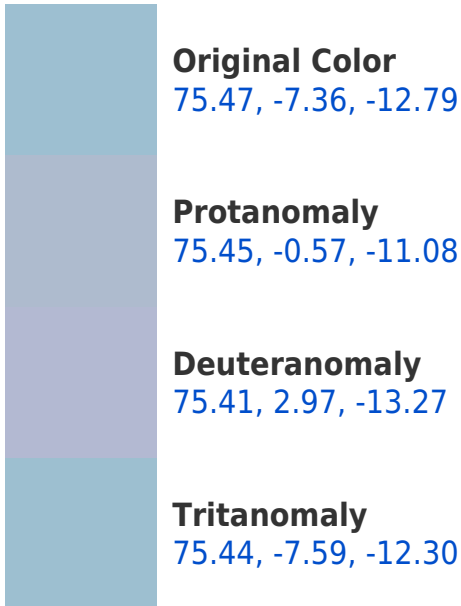 Original Color
75.47, -7.36, -12.79
Protanomaly
75.45, -0.57, -11.08
Deuteranomaly
75.41, 2.97, -13.27
Tritanomaly
75.44, -7.59, -12.30